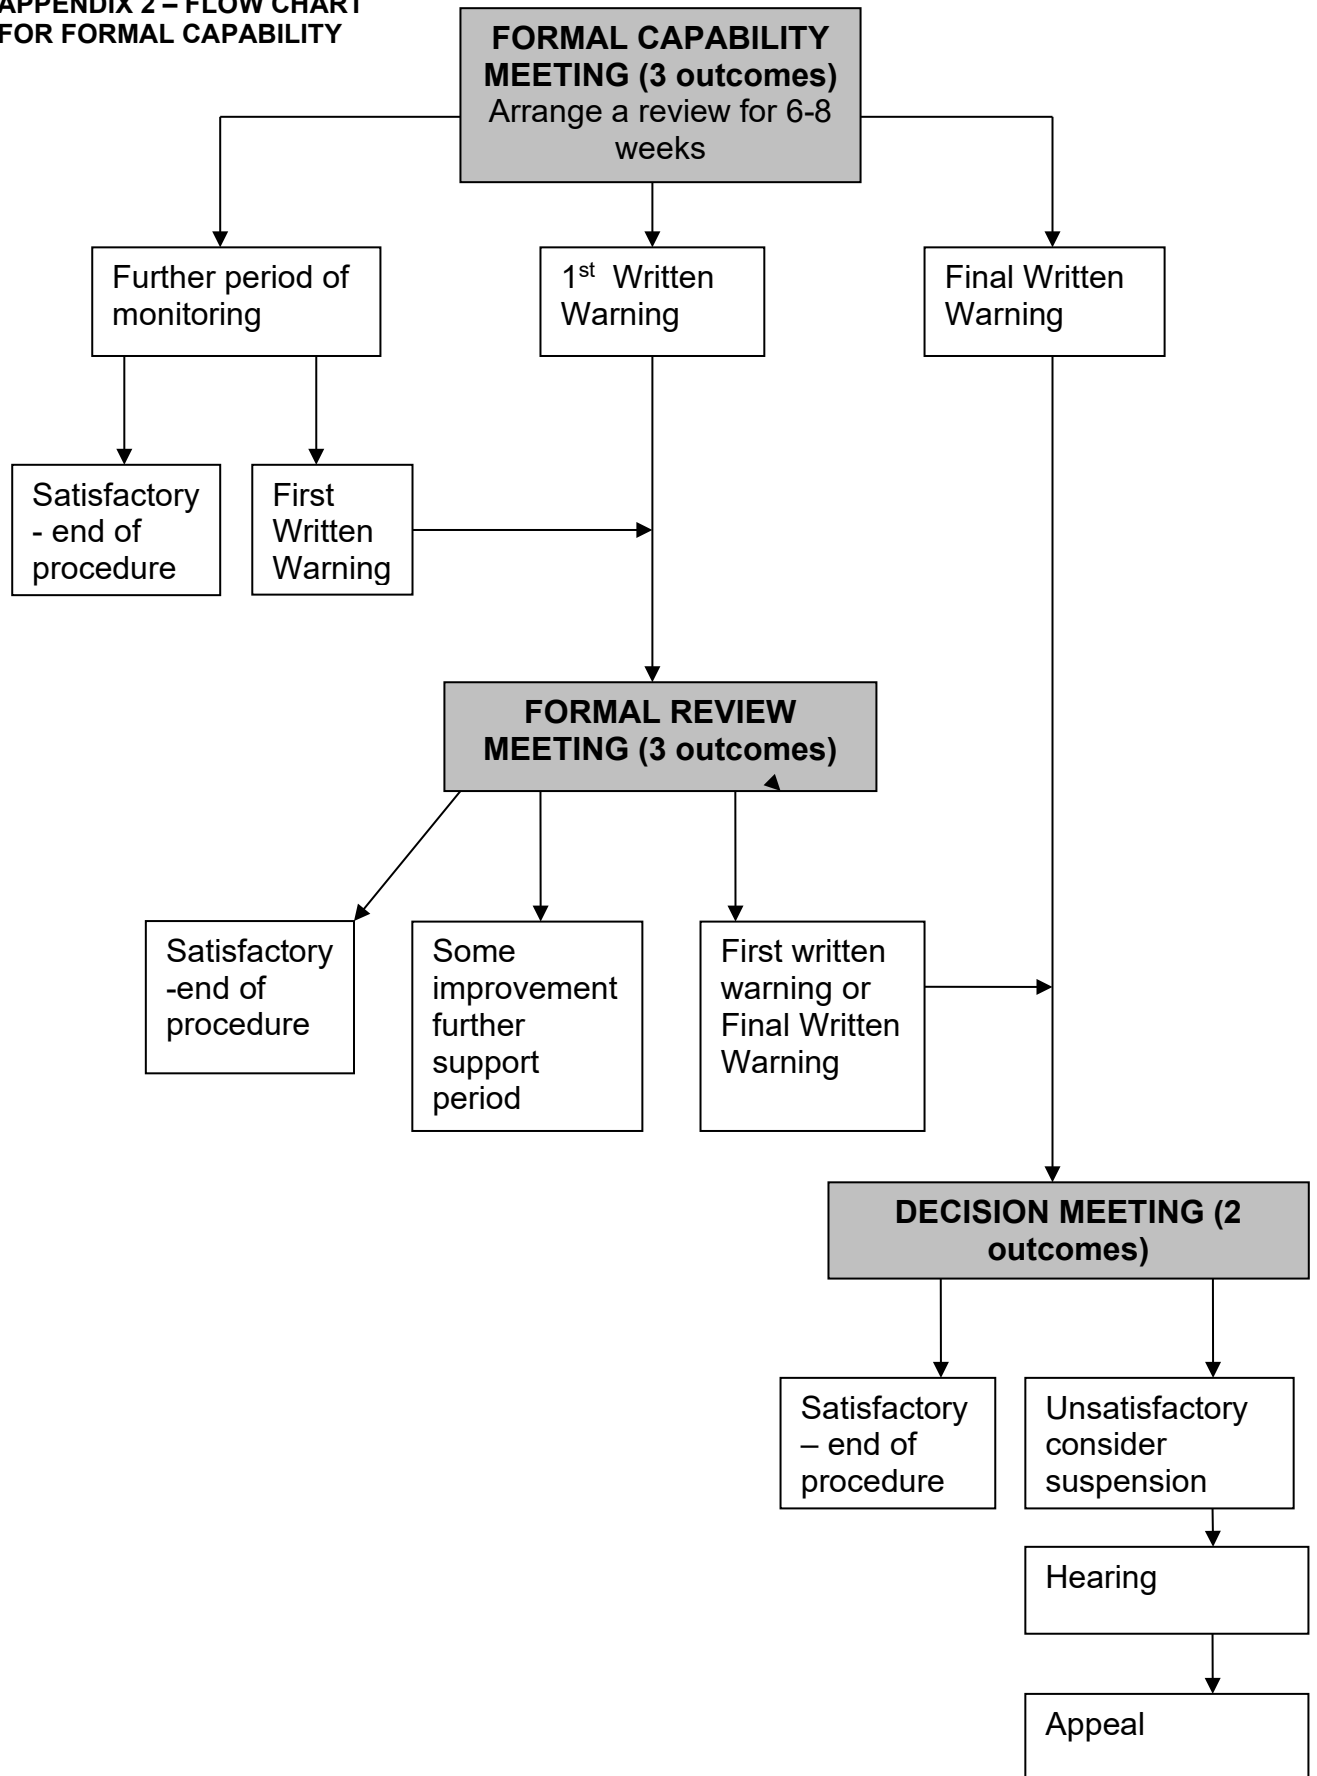 APPENDIX 2 – FLOW CHART
FOR FORMAL CAPABILITY
FORMAL CAPABILITY
MEETING (3 outcomes)
Arrange a review for 6-8
weeks
Further period of
monitoring
1st Written
Warning
Final Written
Warning
Satisfactory
- end of
procedure
First
Written
Warning
FORMAL REVIEW
MEETING (3 outcomes)
Satisfactory
-end of
procedure
Some
improvement
further
support
period
First written
warning or
Final Written
Warning
DECISION MEETING (2
outcomes)
Satisfactory
– end of
procedure
Unsatisfactory
consider
suspension
Hearing
Appeal